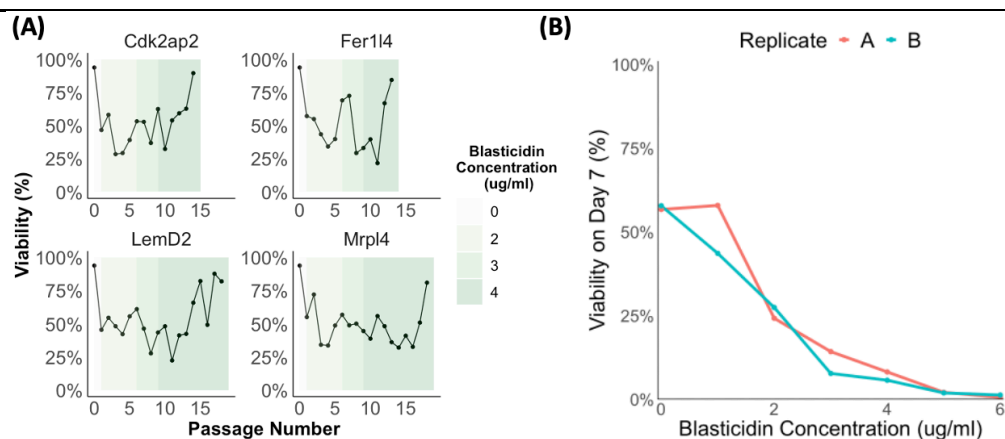 (A)
Cdk2ap2
Fer1l4
100%
75%
50%
25%
0%
0 5 10 15
100%
75%
50%
25%
0%
0 5 10 15
LemD2
Mrpl4
100%
75%
50%
25%
0%
0 5 10 15
100%
75%
50%
25%
0%
0 5 10 15
Viability (%)
Passage Number
Blasticidin
Concentration
(ug/ml)
0
2
3
4
(B)
Replicate A B
100%
75%
50%
25%
0%
0 2 4 6
Viability on Day 7 (%)
Blasticidin Concentration (ug/ml)